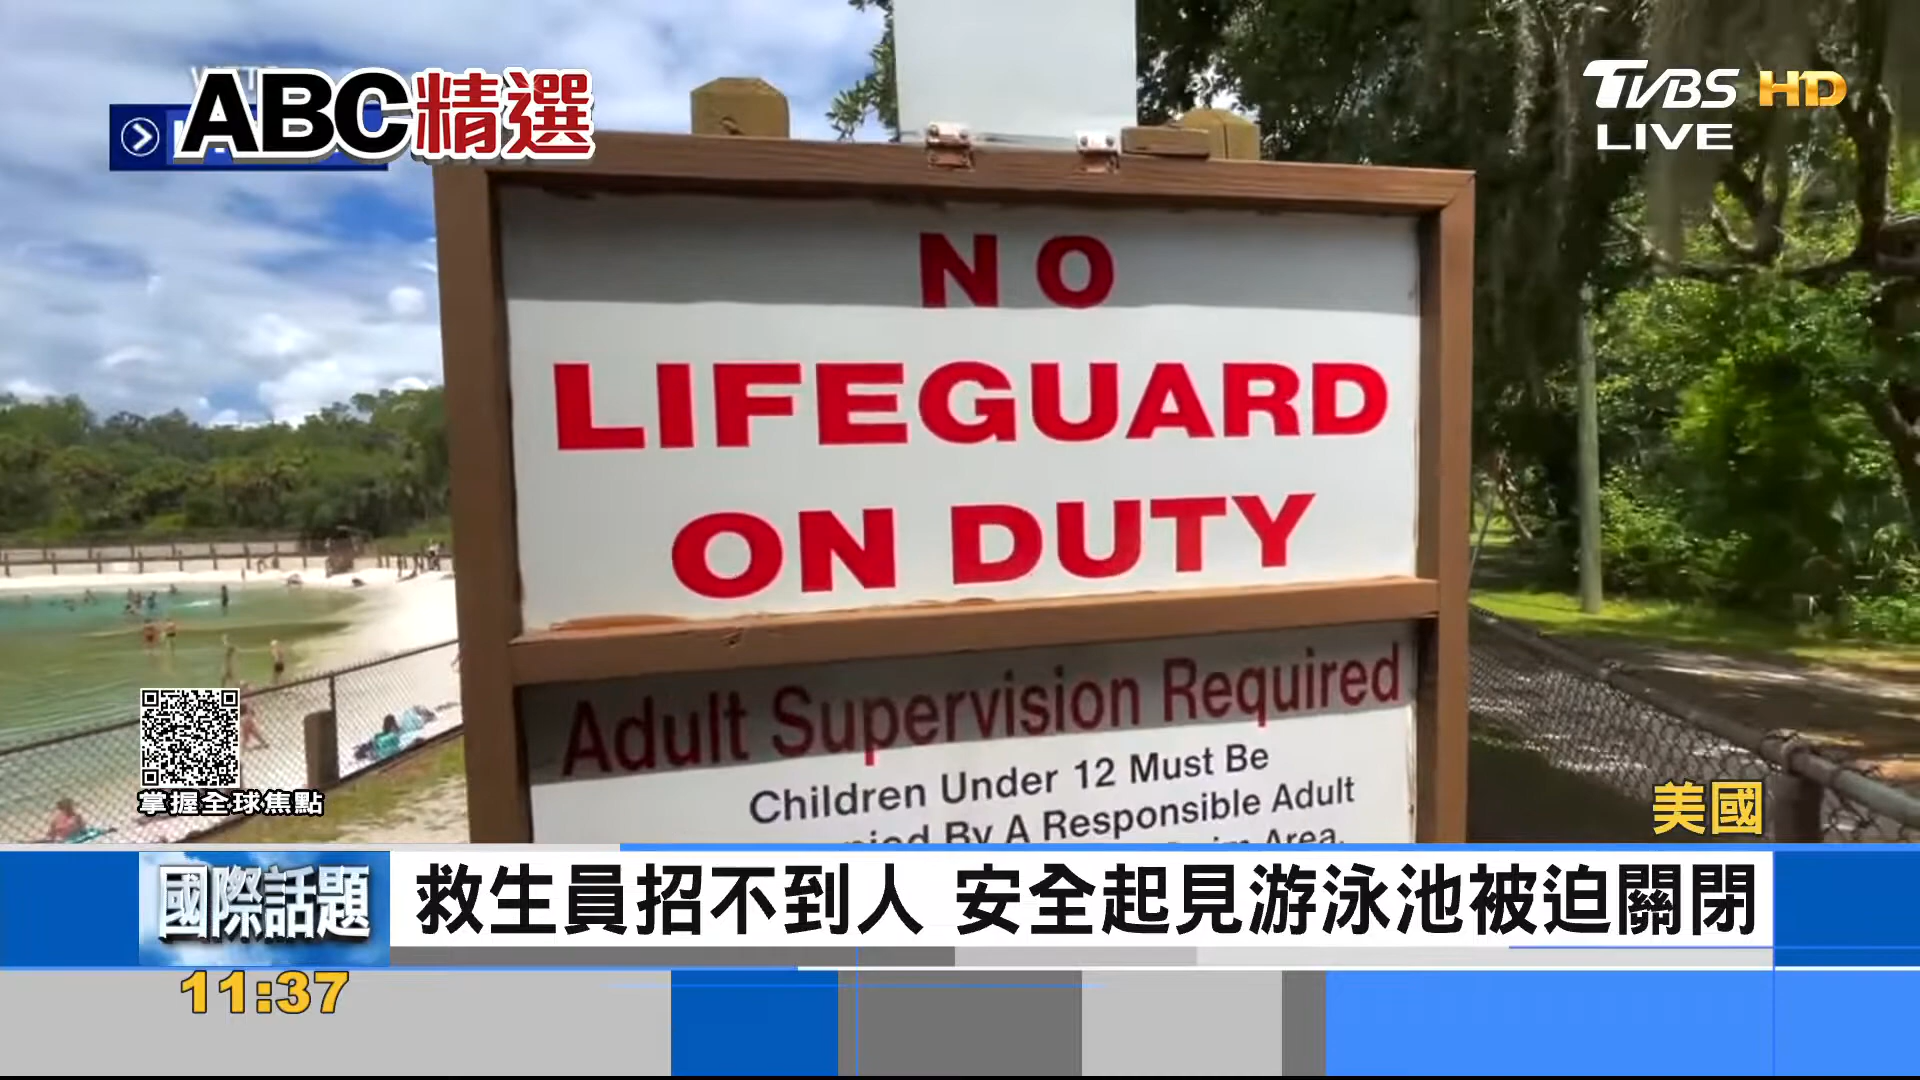 ABC精選
TVBS HD
LIVE
NO
LIFEGUARD
ON DUTY
Adult Supervision Required
Children Under 12 Must Be
By A Responsible Adult
Area.
掌握全球焦點
美國
國際話題
救生員招不到人 安全起見游泳池被迫關閉
11:37